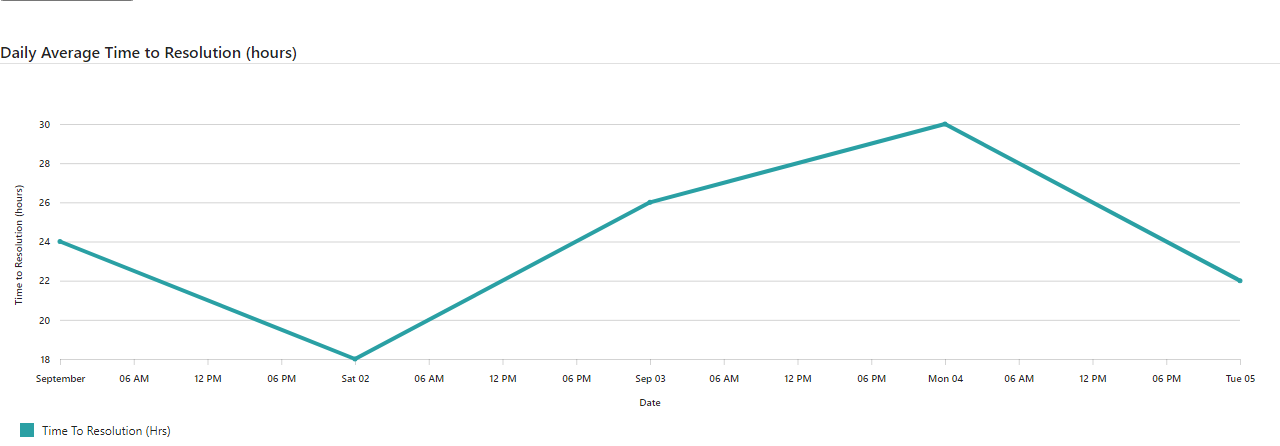 Daily Average Time to Resolution (hours)
30
28
26
24
22
20
18
Time to Resolution (hours)
September 06 AM 12 PM 06 PM Sat 02 06 AM 12 PM 06 PM Sep 03 06 AM 12 PM 06 PM Mon 04 06 AM 12 PM 06 PM Tue 05
Date
Time To Resolution (Hrs)